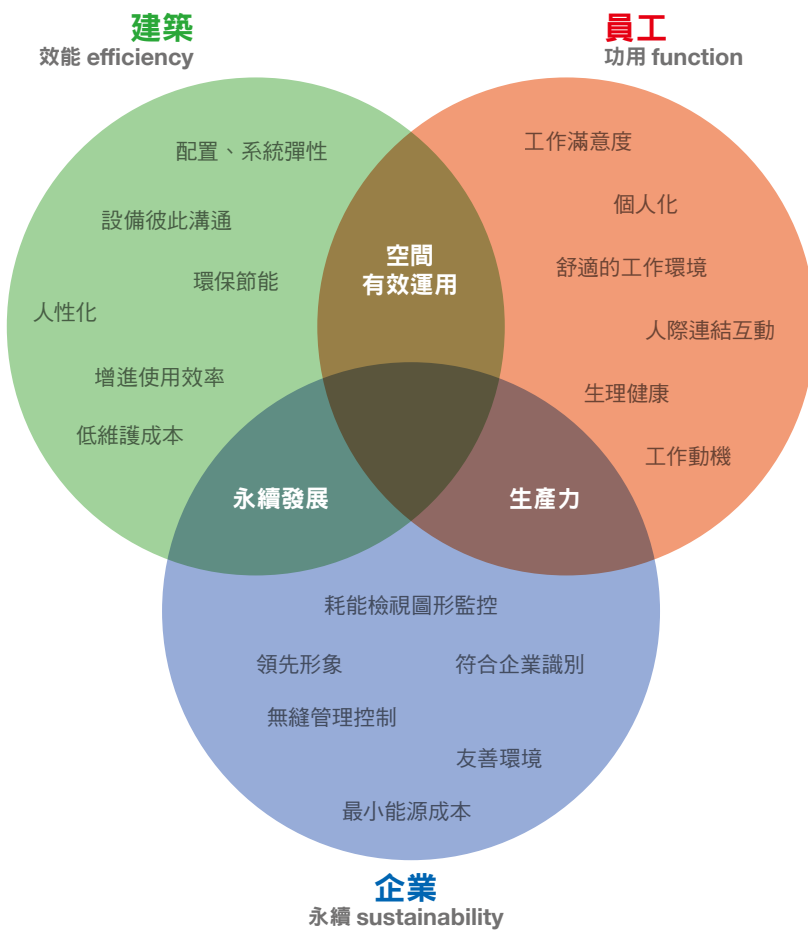 建築
效能 efficiency
員工
功用 function
配置、系統彈性
設備彼此溝通
環保節能
人性化
增進使用效率
低維護成本
空間
有效運用
工作滿意度
個人化
舒適的工作環境
人際連結互動
生理健康
工作動機
永續發展
生產力
耗能檢視圖形監控
領先形象
符合企業識別
無縫管理控制
友善環境
最小能源成本
企業
永續 sustainability